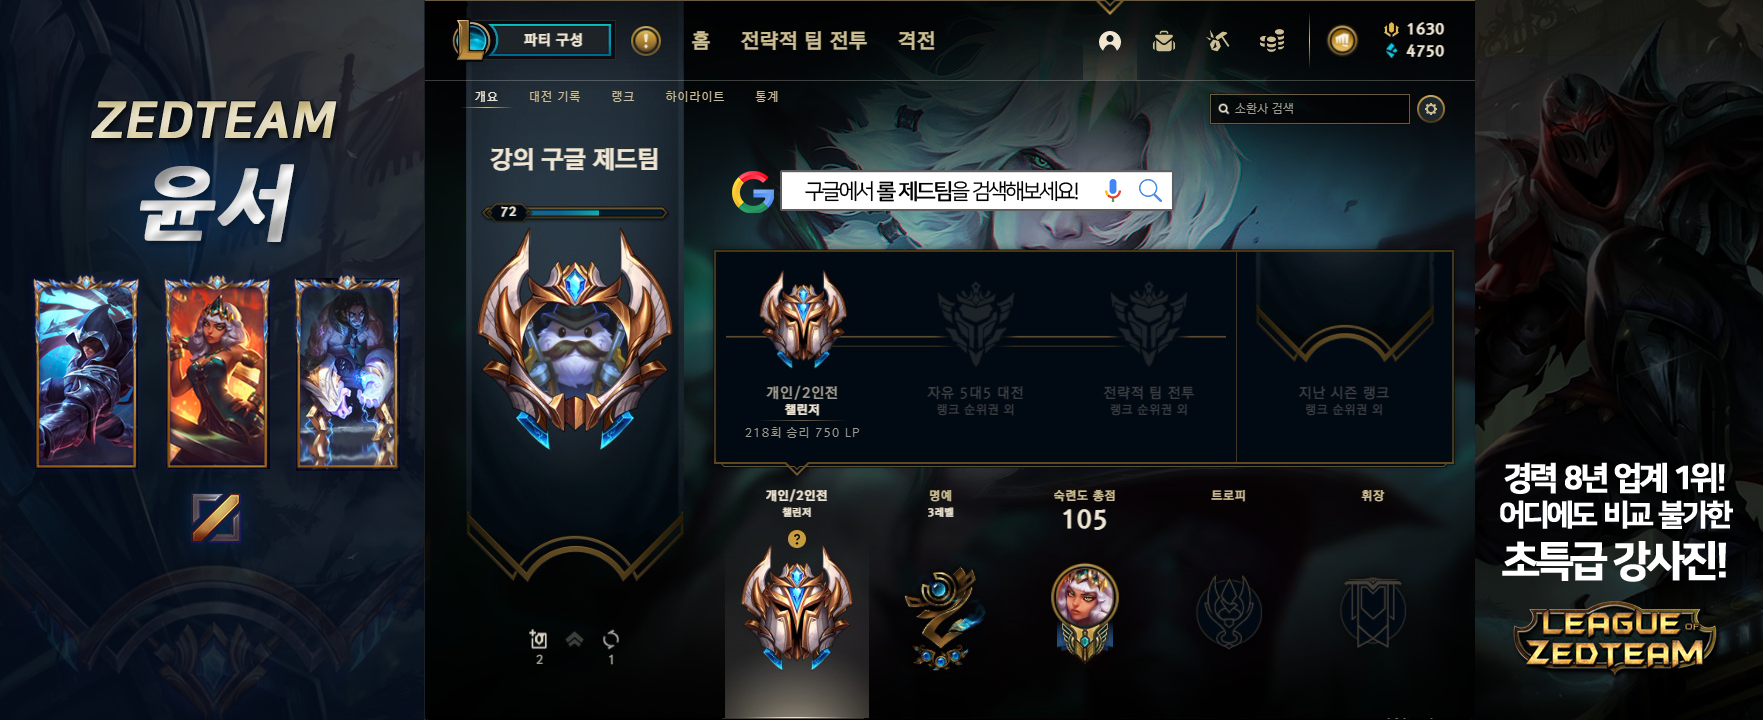 ZEDTEAM
윤서
파티 구성
홈
전략적 팀 전투
격전
1630
4750
개요
대전 기록
랭크
하이라이트
통계
소환사 검색
강의 구글 제드팀
72
구글에서 롤 제드팀을 검색해보세요!
개인/2인전
챌린저
218회 승리 750 LP
자유 5대5 대전
랭크 순위권 외
전략적 팀 전투
랭크 순위권 외
지난 시즌 랭크
랭크 순위권 외
개인/2인전
챌린저
명예
3레벨
숙련도 총점
105
트로피
휘장
2
1
경력 8년 업계 1위!
어디에도 비교 불가한
초특급 강사진!
LEAGUE OF
ZEDTEAM